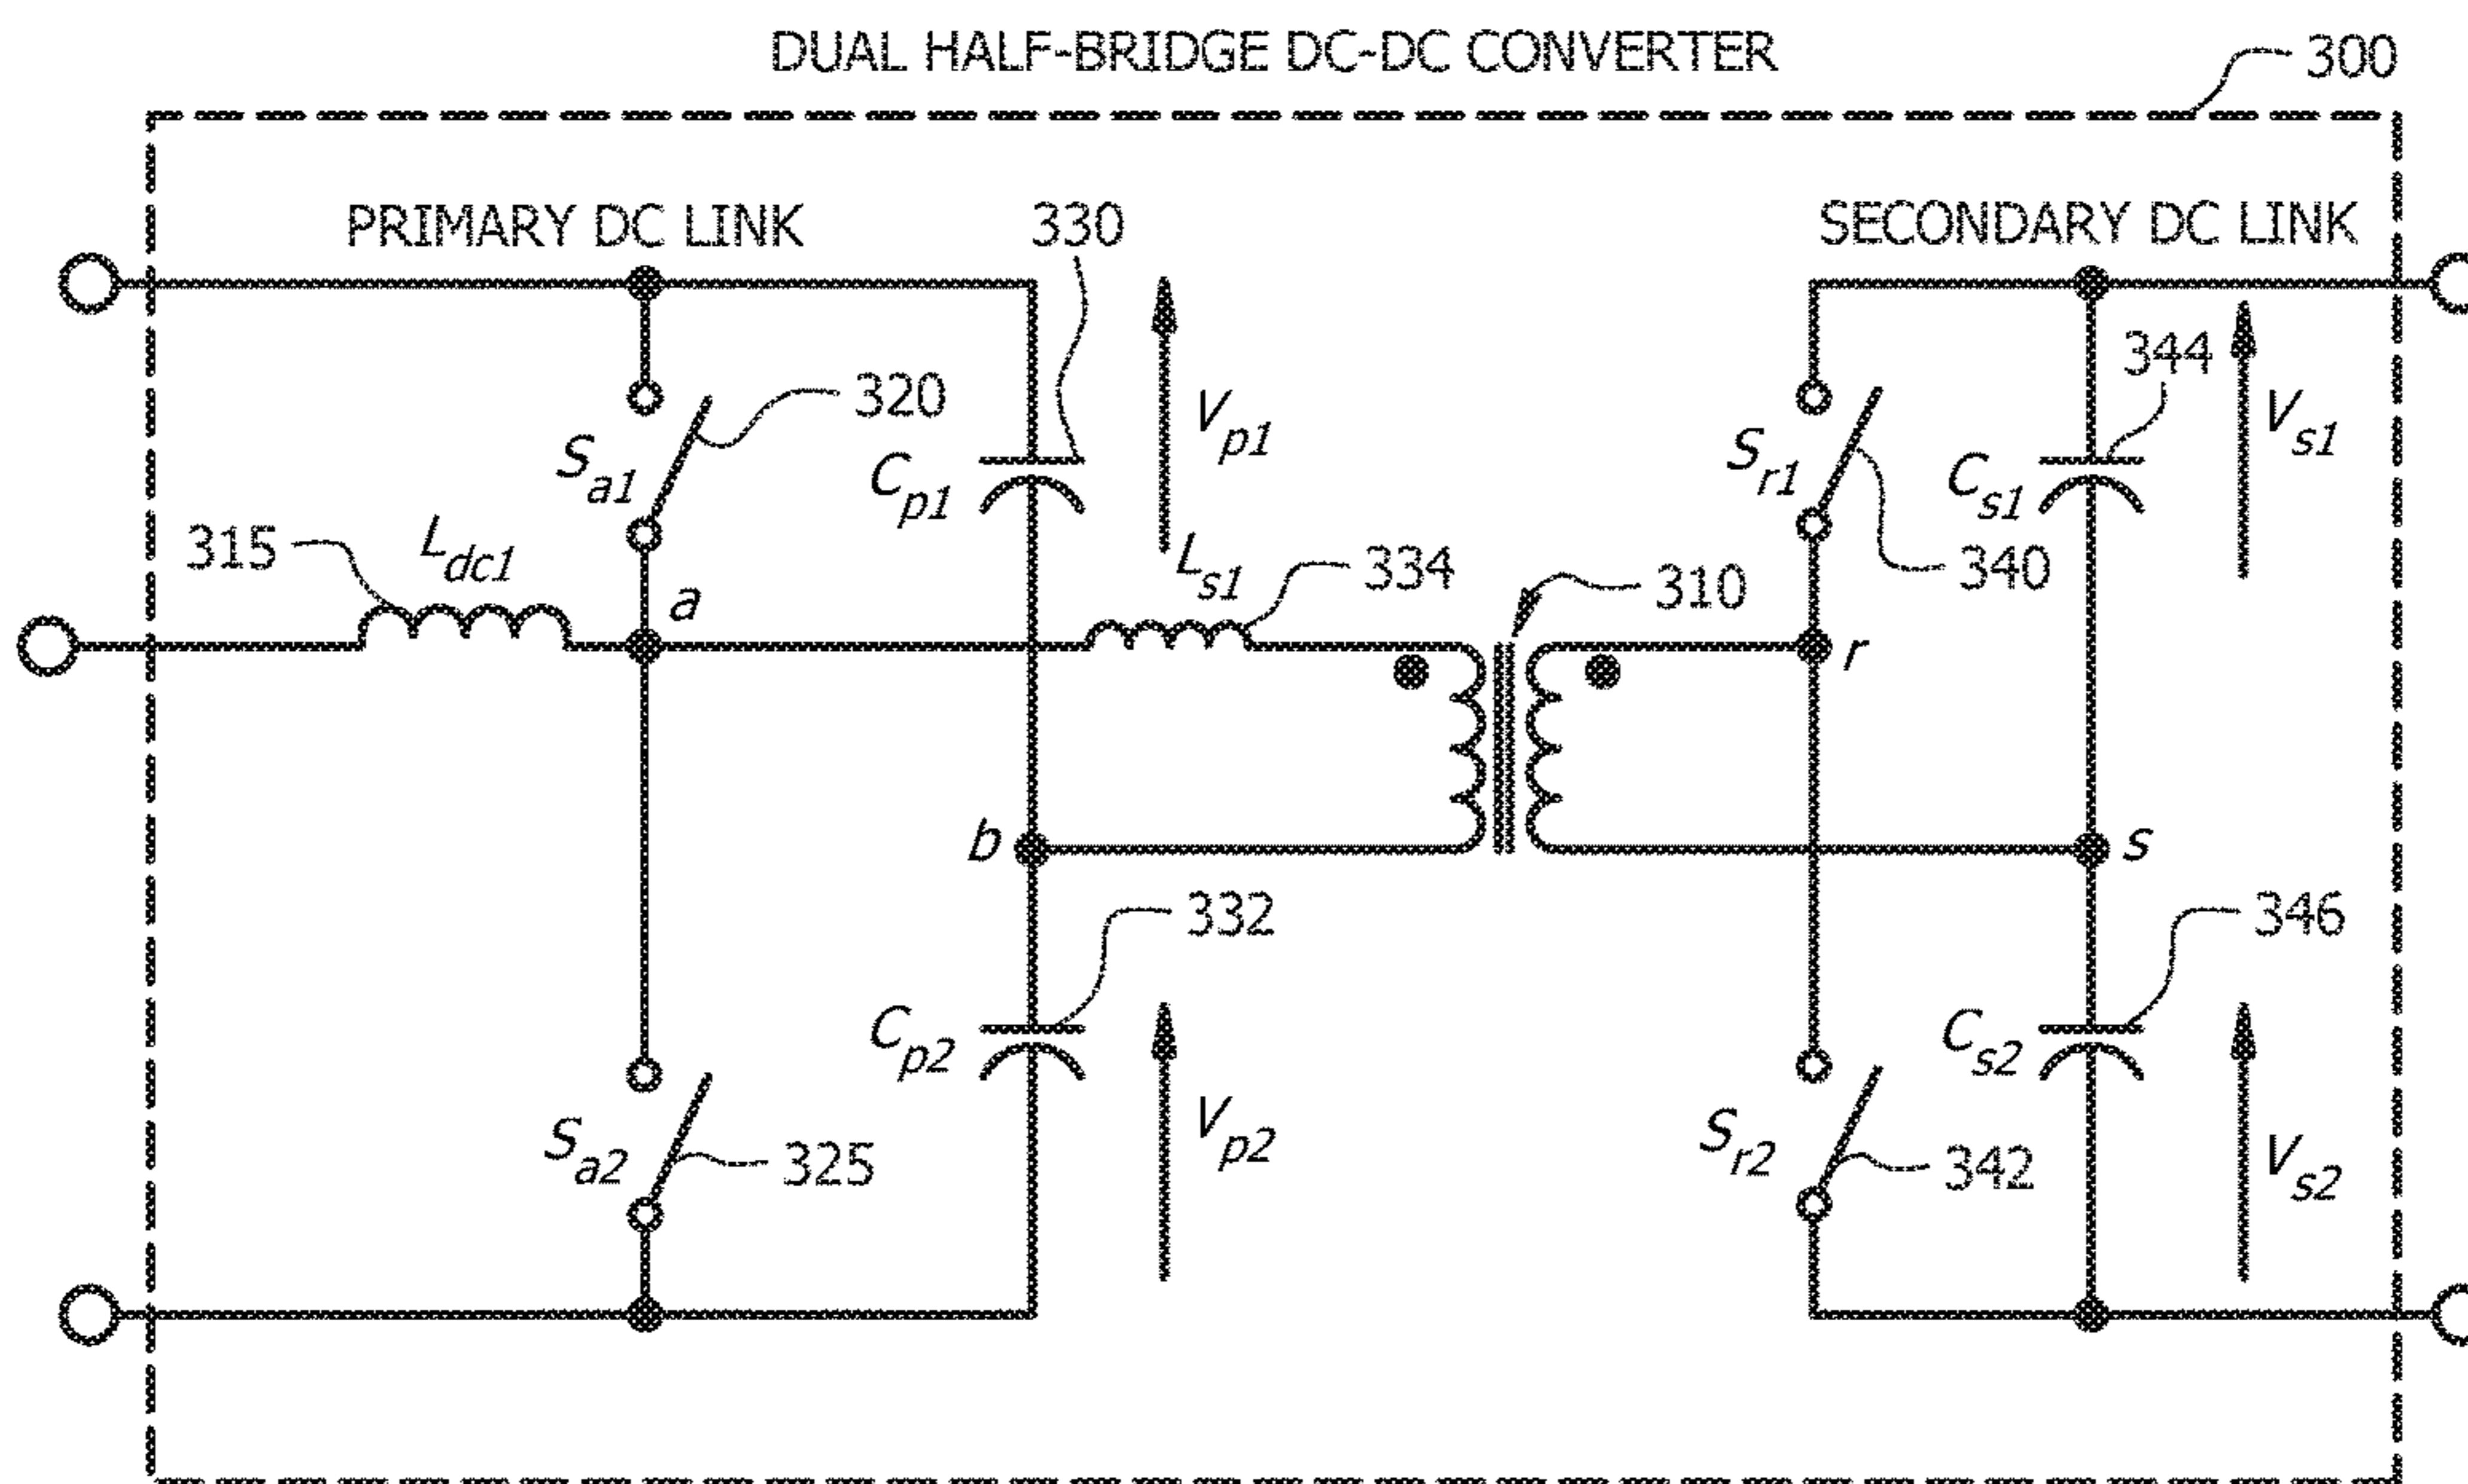 DUAL HALF-BRIDGE DC-DC CONVERTER
300
PRIMARY DC LINK
330
SECONDARY DC LINK
344
320
Vp1
Vs1
Sa1
Cp1
Sr1
Cs1
315
Ldc1
Ls1
334
340
a
310
r
b
s
332
346
Cp2
Cs2
Sa2
325
Vp2
Sr2
342
Vs2